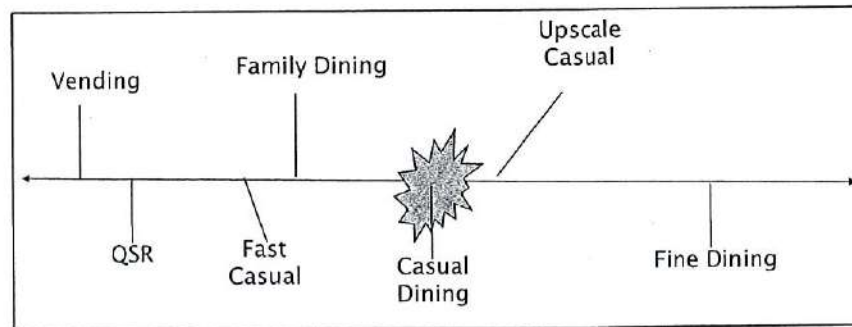 Upscale
Casual
Family Dining
Vending
QSR
Fast
Casual
Casual
Dining
Fine Dining